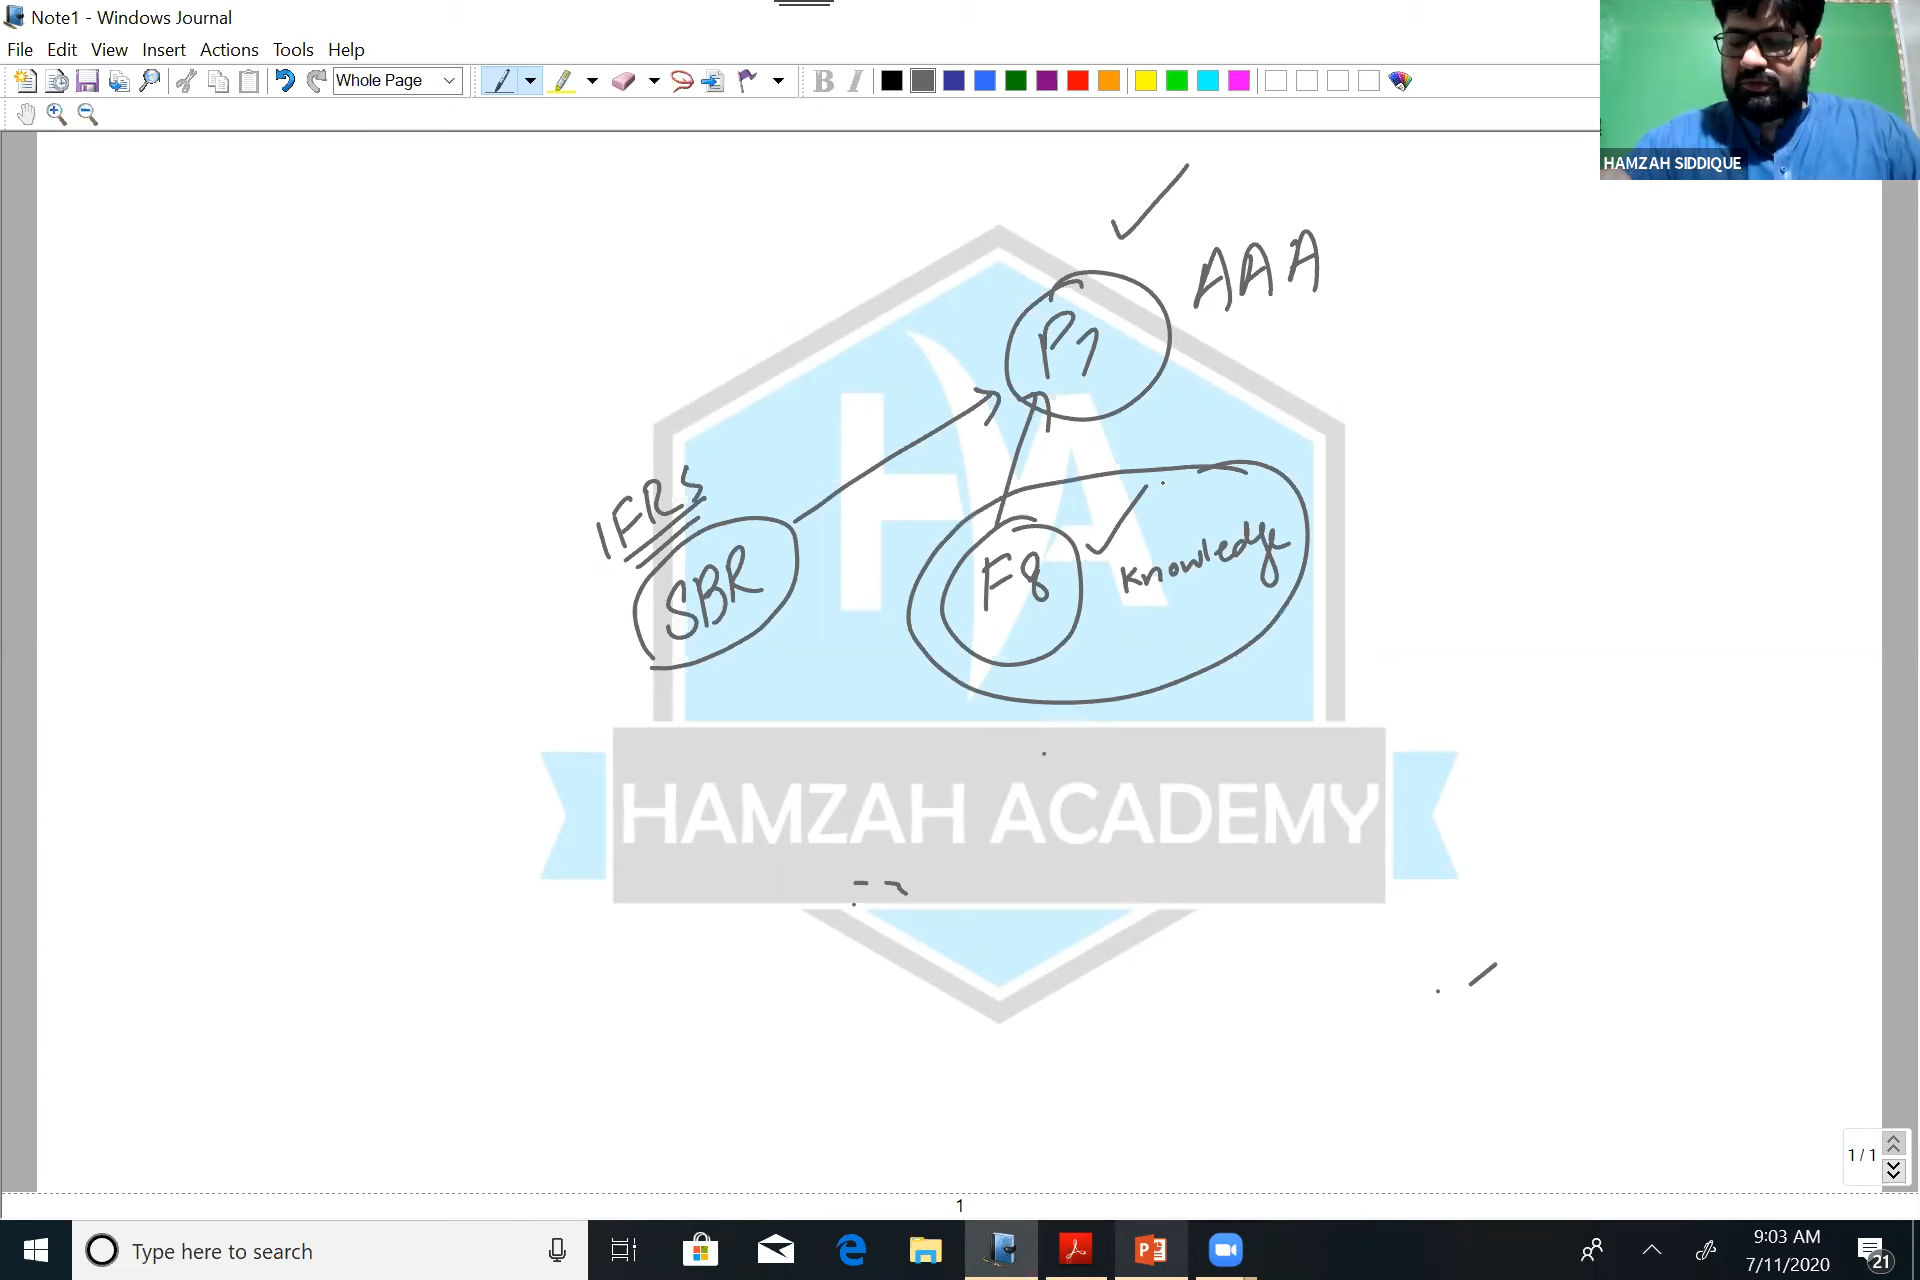 Note1 - Windows Journal
File Edit View Insert Actions Tools Help
Whole Page
B I
HAMZAH SIDDIQUE
AAA
P7
IFRS
SBR
F8
Knowledge
HA
HAMZAH ACADEMY
1 / 1
1
Type here to search
9:03 AM
7/11/2020
21